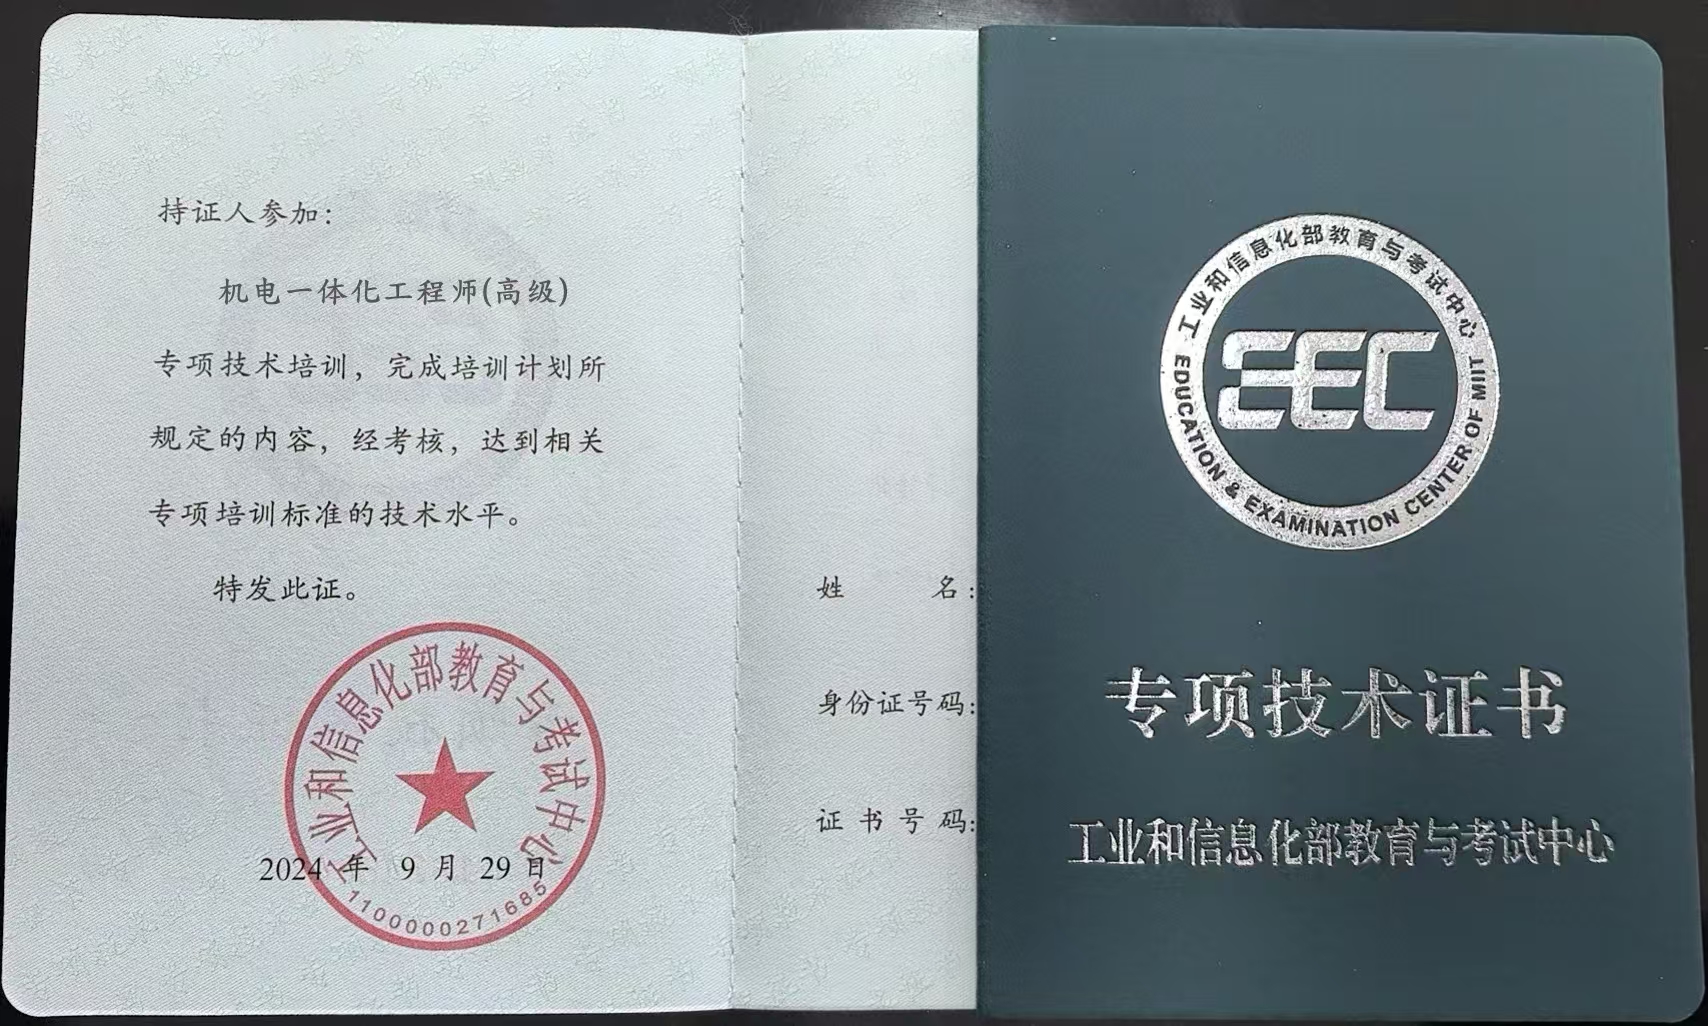 持证人参加：
机电一体化工程师(高级)
专项技术培训，完成培训计划所
规定的内容，经考核，达到相关
专项培训标准的技术水平。
特发此证。
工业和信息化部教育与考试中心
2024 年 9 月 29 日
1100000271685
姓 名：
身份证号码：
证书号码：
工业和信息化部教育与考试中心
EEC
EDUCATION & EXAMINATION CENTER OF MIIT
专项技术证书
工业和信息化部教育与考试中心